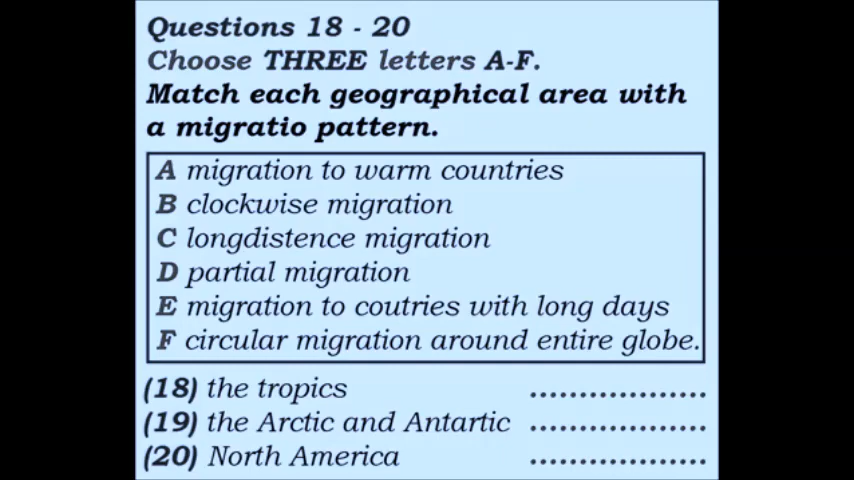 Questions 18 - 20
Choose THREE letters A-F.
Match each geographical area with
a migratio pattern.
A migration to warm countries
B clockwise migration
C longdistence migration
D partial migration
E migration to coutries with long days
F circular migration around entire globe.
(18) the tropics ..................
(19) the Arctic and Antartic ..................
(20) North America ..................